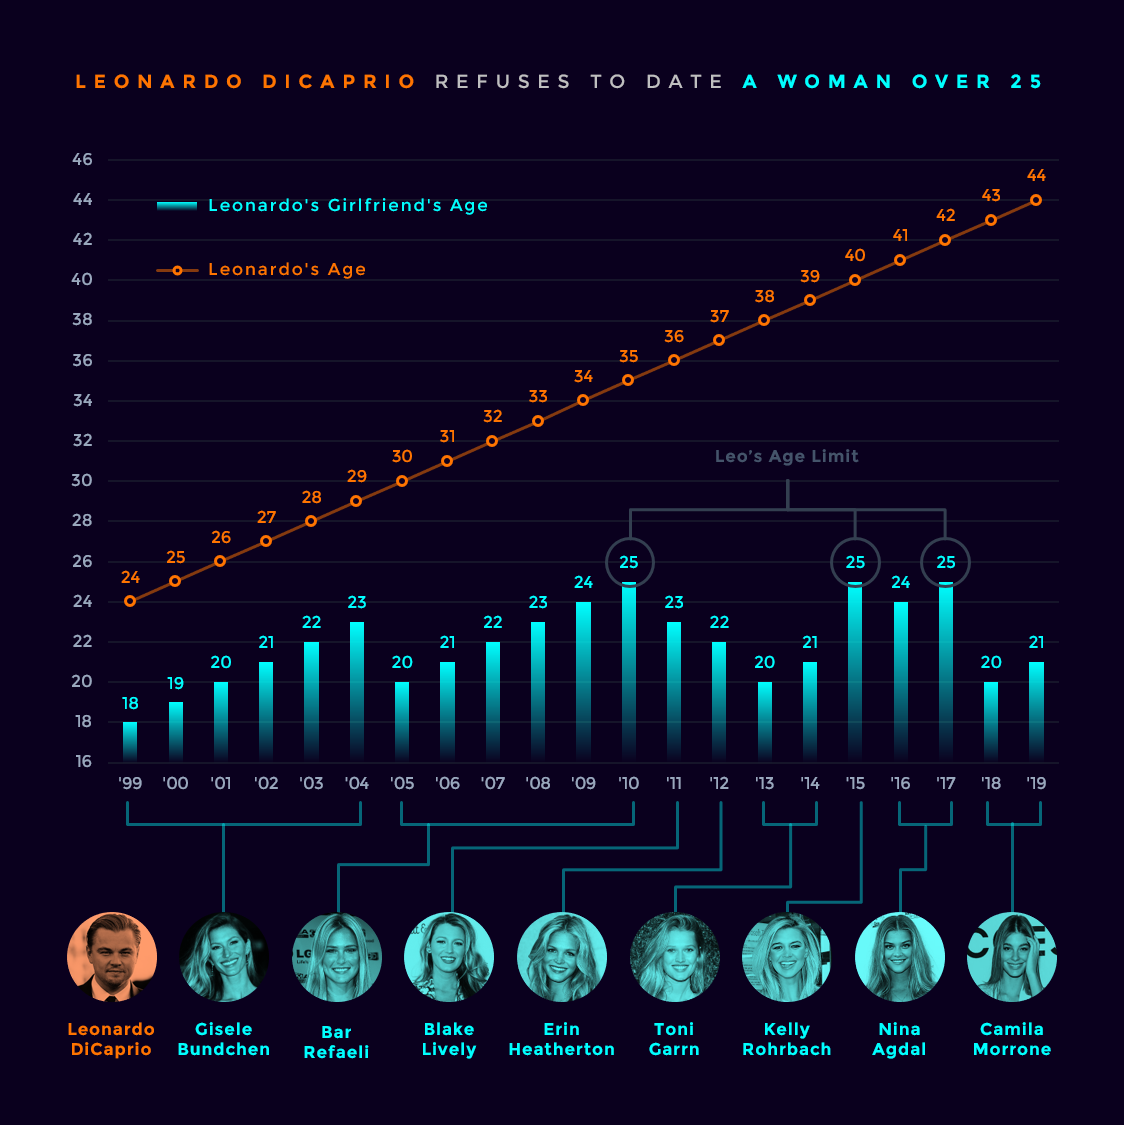 LEONARDO DICAPRIO REFUSES TO DATE A WOMAN OVER 25
46
44
42
40
38
36
34
32
30
28
26
24
22
20
18
16
Leonardo's Girlfriend's Age
Leonardo's Age
24 25 26 27 28 29 30 31 32 33 34 35 36 37 38 39 40 41 42 43 44
Leo's Age Limit
18 19 20 21 22 23 20 21 22 23 24 25 23 22 20 21 25 24 25 20 21
'99 '00 '01 '02 '03 '04 '05 '06 '07 '08 '09 '10 '11 '12 '13 '14 '15 '16 '17 '18 '19
Leonardo
DiCaprio
Gisele
Bundchen
Bar
Refaeli
Blake
Lively
Erin
Heatherton
Toni
Garrn
Kelly
Rohrbach
Nina
Agdal
Camila
Morrone